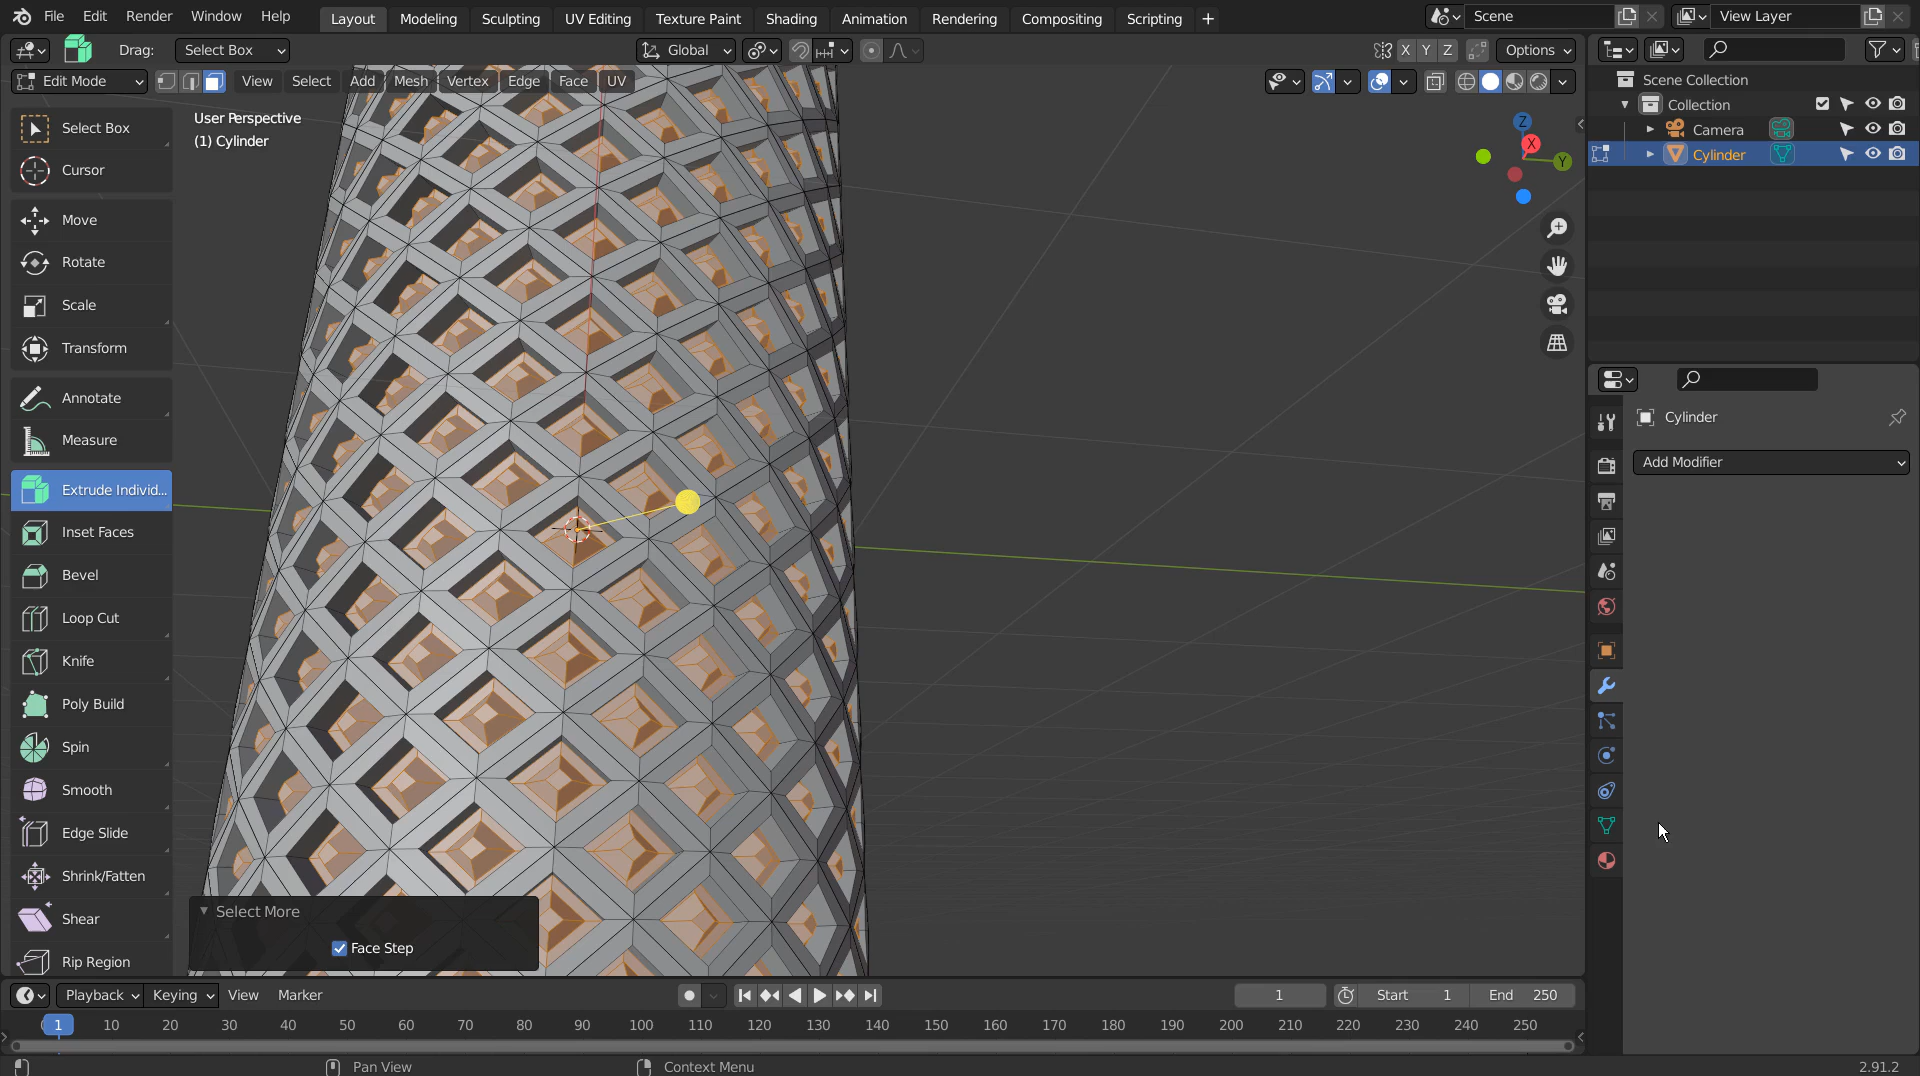 File Edit Render Window Help Layout Modeling Sculpting UV Editing Texture Paint Shading Animation Rendering Compositing Scripting + Scene View Layer
Drag: Select Box Global X Y Z Options
Edit Mode View Select Add Mesh Vertex Edge Face UV
User Perspective
(1) Cylinder
Z
X
Y
Select Box
Cursor
Move
Rotate
Scale
Transform
Annotate
Measure
Extrude Individ...
Inset Faces
Bevel
Loop Cut
Knife
Poly Build
Spin
Smooth
Edge Slide
Shrink/Fatten
Shear
Rip Region
Select More
Face Step
Scene Collection
Collection
Camera
Cylinder
Cylinder
Add Modifier
Playback Keying View Marker 1 Start 1 End 250
1 10 20 30 40 50 60 70 80 90 100 110 120 130 140 150 160 170 180 190 200 210 220 230 240 250
Pan View Context Menu 2.91.2